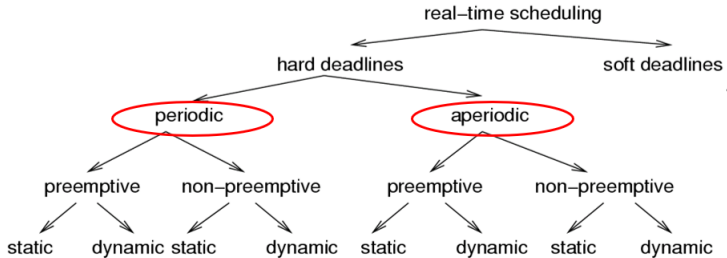 real-time scheduling
hard deadlines soft deadlines
periodic aperiodic
preemptive non-preemptive preemptive non-preemptive
static dynamic static dynamic static dynamic static dynamic